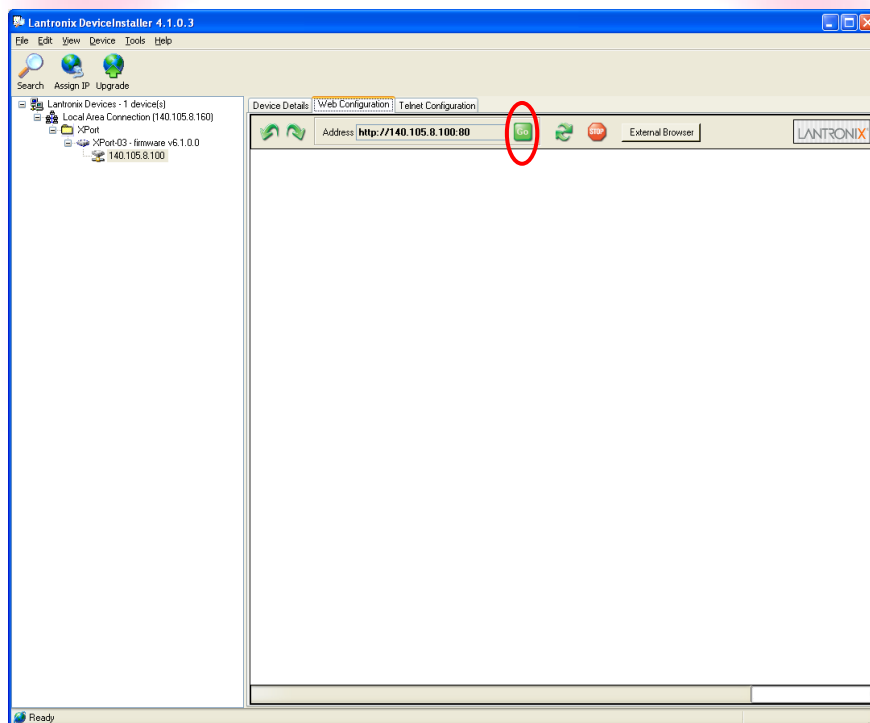 Lantronix DeviceInstaller 4.1.0.3
File Edit View Device Tools Help
Search Assign IP Upgrade
Lantronix Devices - 1 device(s)
Local Area Connection (140.105.8.160)
XPort
XPort-03 - firmware v6.1.0.0
140.105.8.100
Device Details Web Configuration Telnet Configuration
Address http://140.105.8.100:80 Go STOP External Browser LANTRONIX
Ready